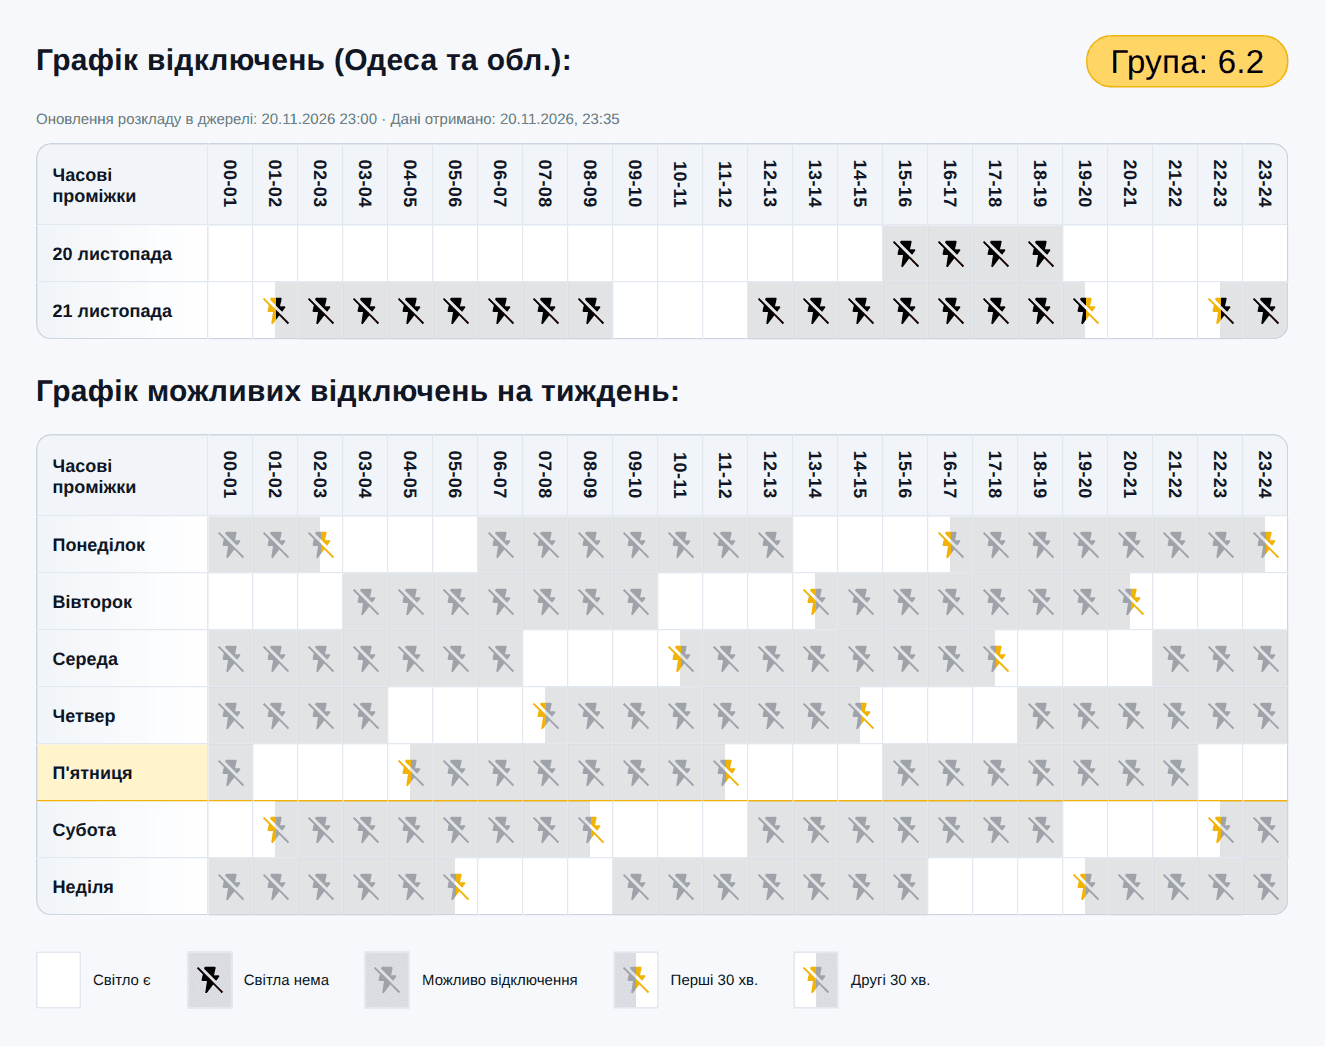 Графік відключень (Одеса та обл.):
Група: 6.2
Оновлення розкладу в джерелі: 20.11.2026 23:00 · Дані отримано: 20.11.2026, 23:35
Часові проміжки 00-01 01-02 02-03 03-04 04-05 05-06 06-07 07-08 08-09 09-10 10-11 11-12 12-13 13-14 14-15 15-16 16-17 17-18 18-19 19-20 20-21 21-22 22-23 23-24
20 листопада
21 листопада
Графік можливих відключень на тиждень:
Часові проміжки 00-01 01-02 02-03 03-04 04-05 05-06 06-07 07-08 08-09 09-10 10-11 11-12 12-13 13-14 14-15 15-16 16-17 17-18 18-19 19-20 20-21 21-22 22-23 23-24
Понеділок
Вівторок
Середа
Четвер
П'ятниця
Субота
Неділя
Світло є Світла нема Можливо відключення Перші 30 хв. Другі 30 хв.